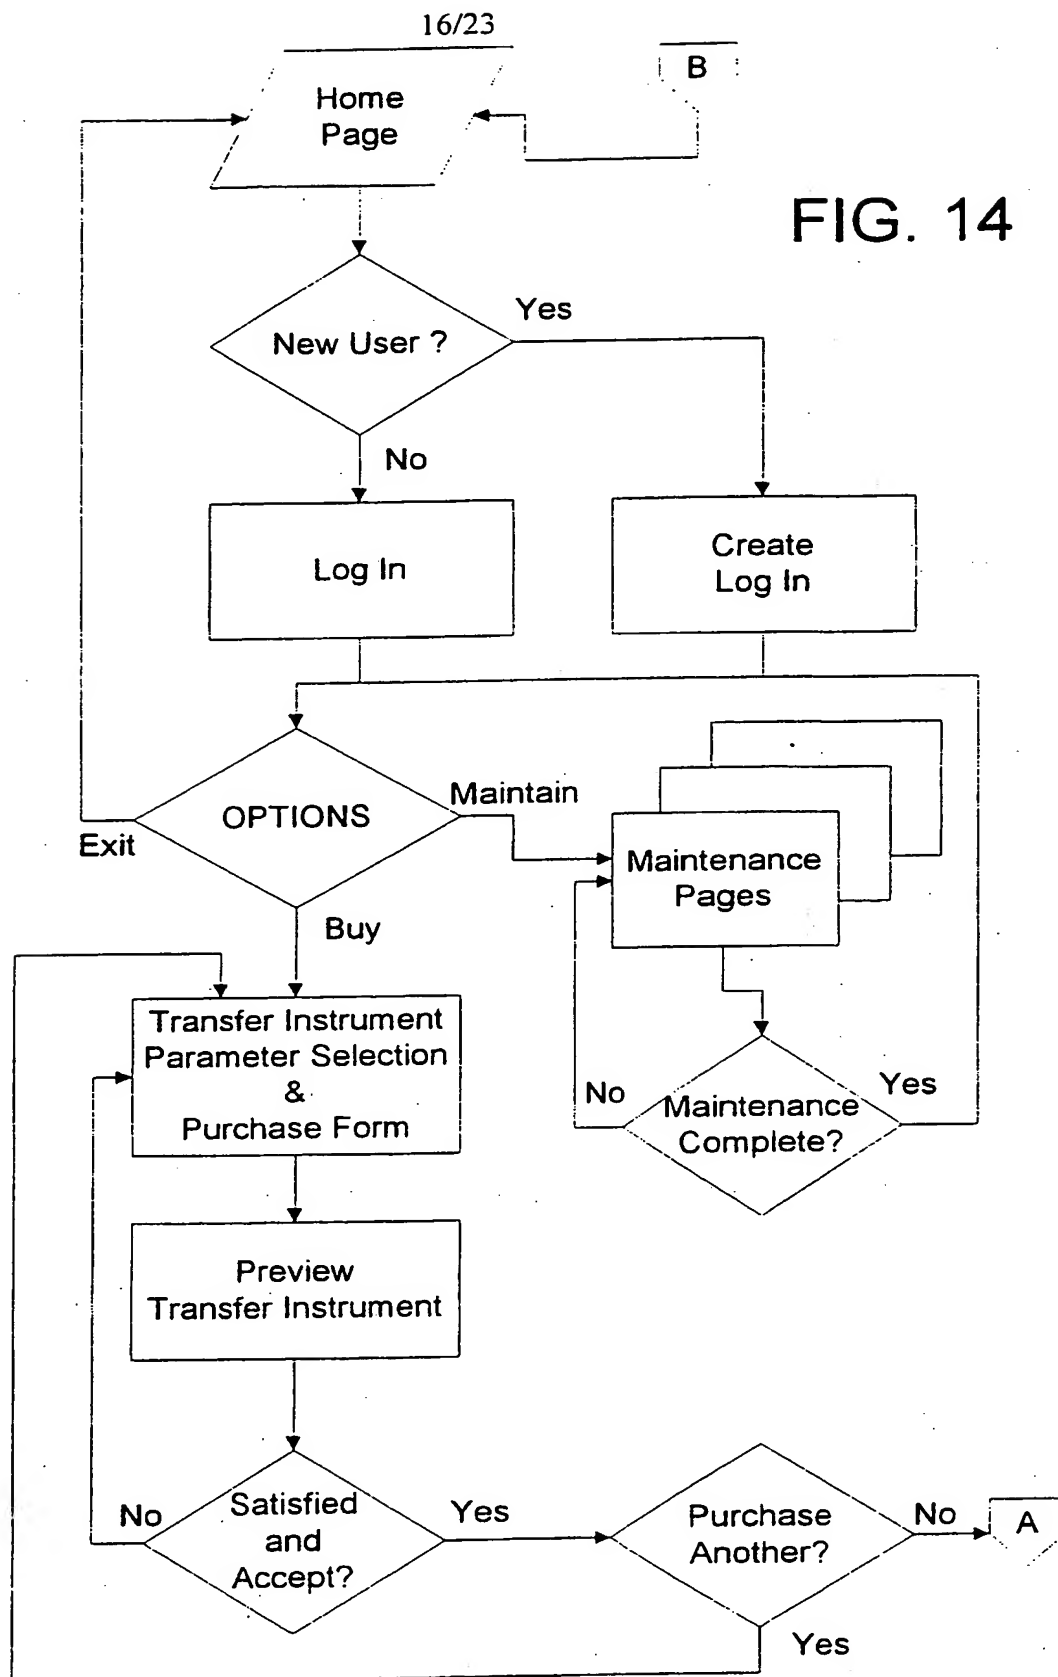 16/23
Home
Page
B
FIG. 14
New User ?
Yes
No
Log In
Create
Log In
OPTIONS
Maintain
Exit
Buy
Maintenance
Pages
Transfer Instrument
Parameter Selection
&
Purchase Form
No
Maintenance
Complete?
Yes
Preview
Transfer Instrument
No
Satisfied
and
Accept?
Yes
Purchase
Another?
No
A
Yes